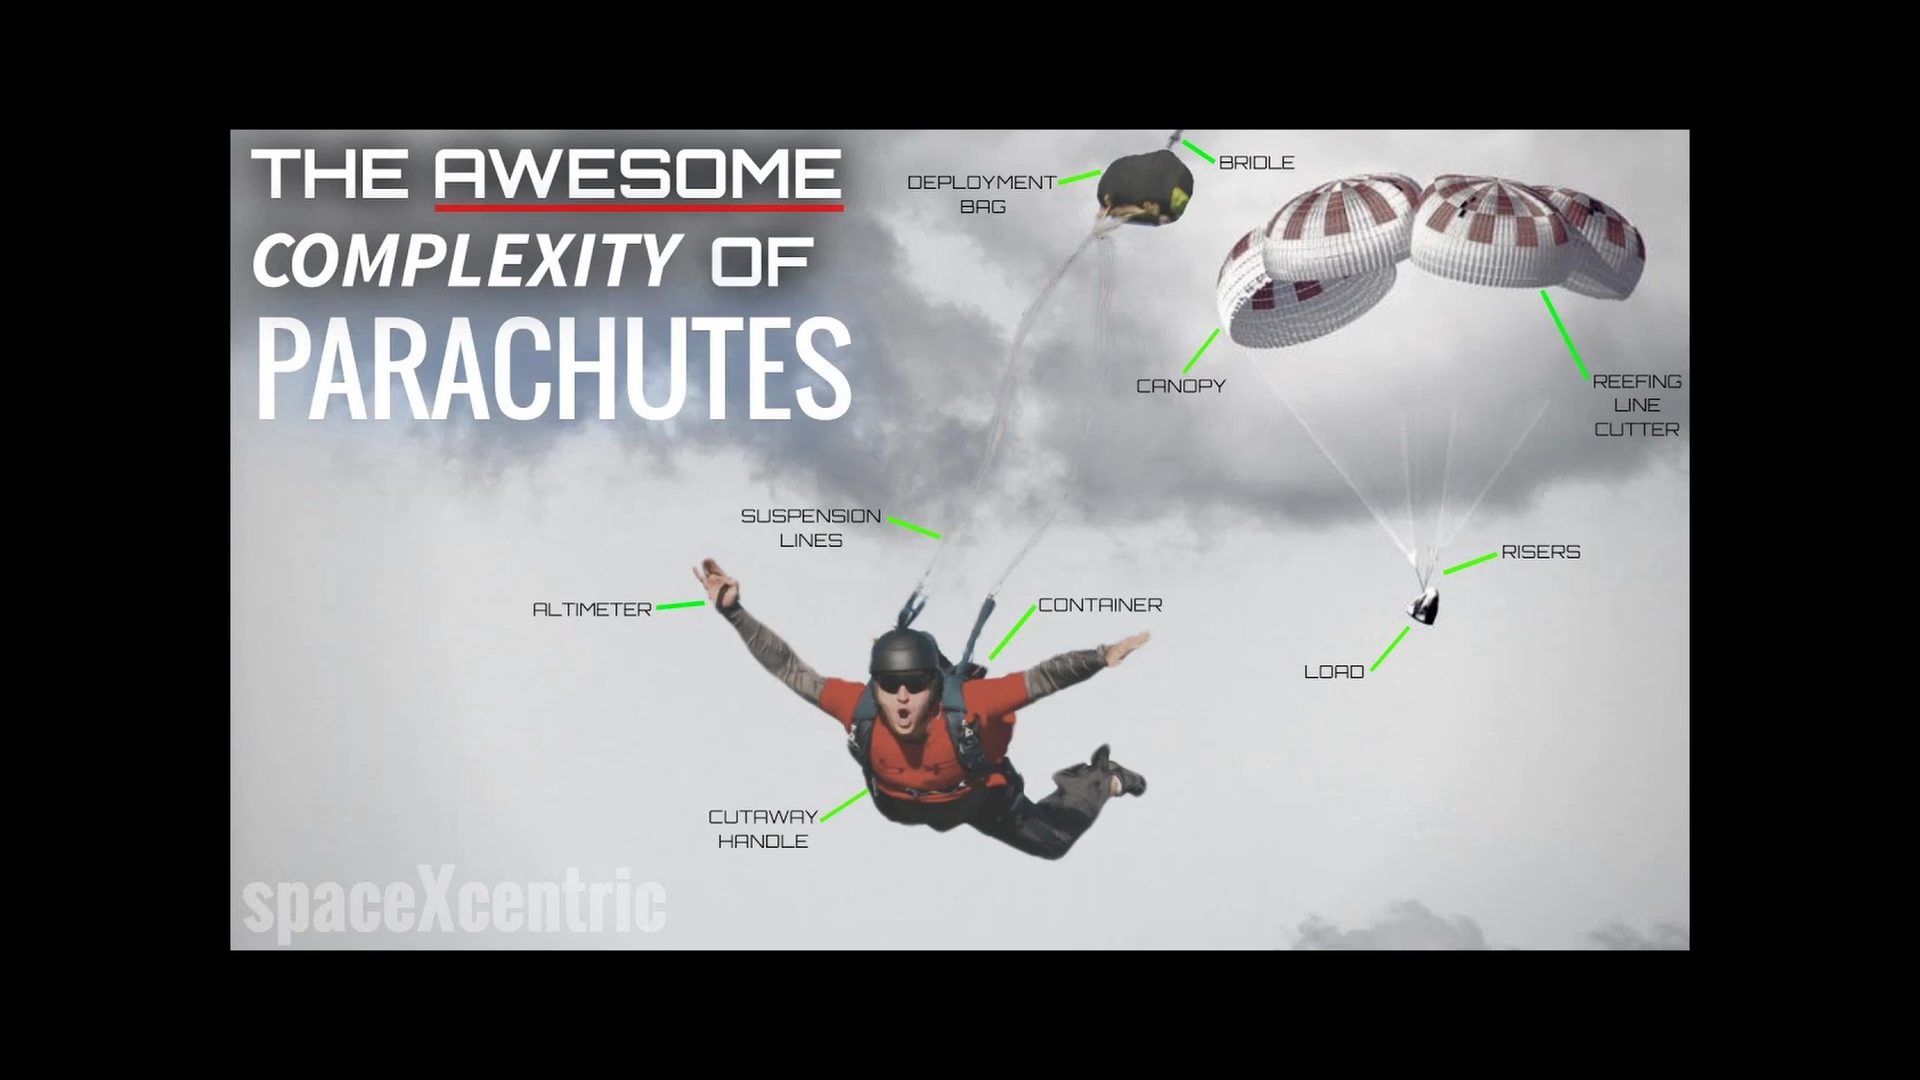 THE AWESOME
COMPLEXITY OF
PARACHUTES
DEPLOYMENT
BAG
BRIDLE
CANOPY
REEFING
LINE
CUTTER
SUSPENSION
LINES
ALTIMETER
CONTAINER
RISERS
LOAD
CUTAWAY
HANDLE
spaceXcentric